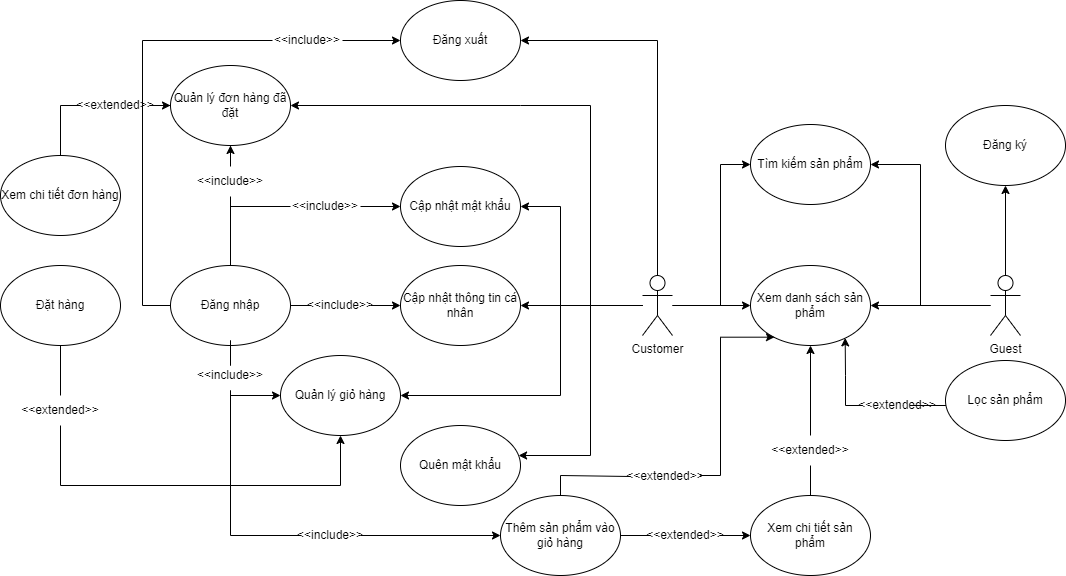 <<include>>
Đăng xuất
<<extended>>
Quản lý đơn hàng đã
đặt
Tìm kiếm sản phẩm
Đăng ký
<<include>>
Xem chi tiết đơn hàng
<<include>>
Cập nhật mật khẩu
Đặt hàng
Đăng nhập
<<include>>
Cập nhật thông tin cá
nhân
Xem danh sách sản
phẩm
Customer
Guest
<<include>>
Quản lý giỏ hàng
<<extended>>
<<extended>>
Lọc sản phẩm
<<extended>>
Quên mật khẩu
<<extended>>
<<include>>
Thêm sản phẩm vào
giỏ hàng
<<extended>>
Xem chi tiết sản
phẩm